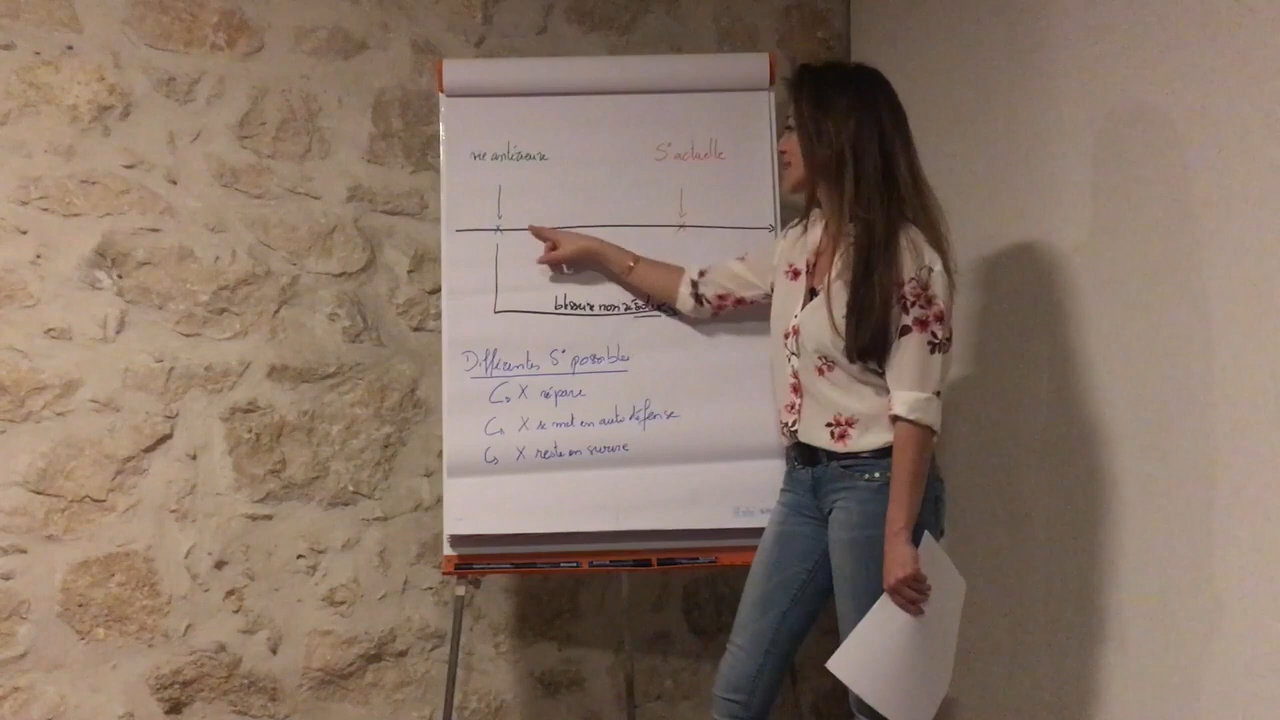 vie antérieure
S° actuelle
x
x
blessure non résolue
Différentes S° possibles
↳ X répare
↳ X se met en auto défense
↳ X reste en survie